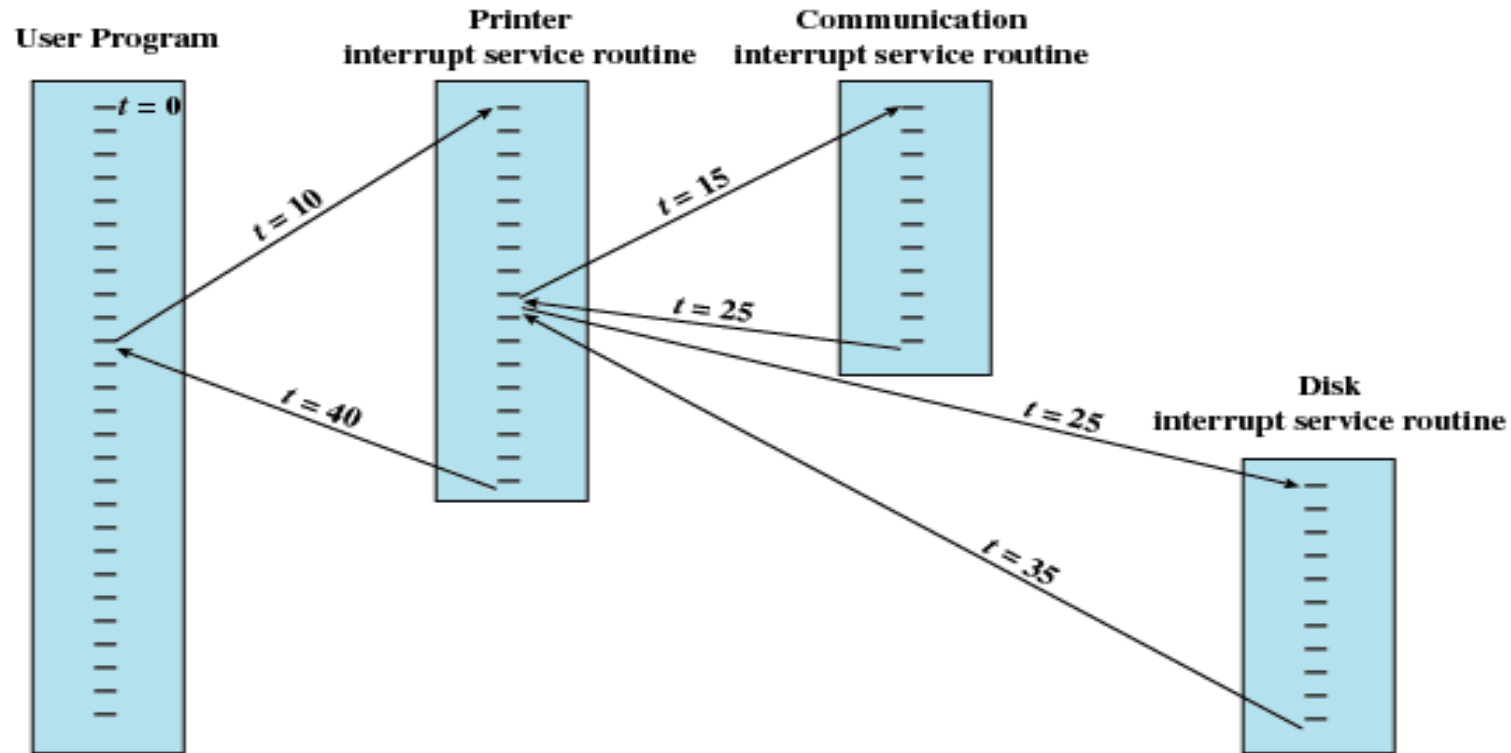 User Program
Printer
interrupt service routine
Communication
interrupt service routine
t = 0
t = 10
t = 15
t = 25
t = 40
t = 25
Disk
interrupt service routine
t = 35